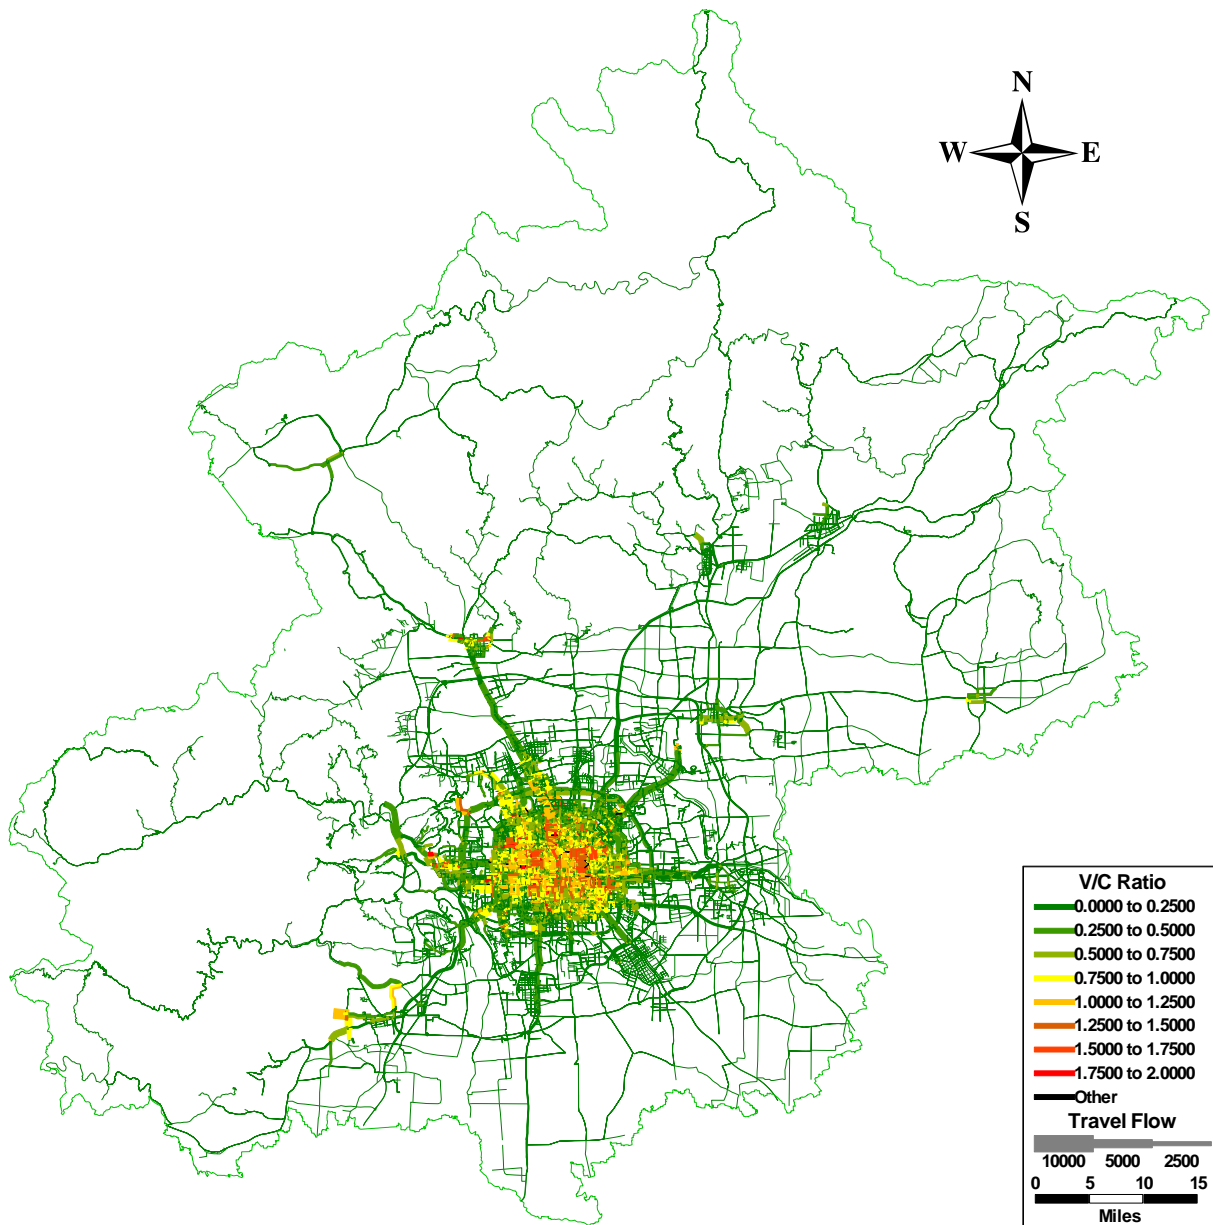 N
W E
S
V/C Ratio
0.0000 to 0.2500
0.2500 to 0.5000
0.5000 to 0.7500
0.7500 to 1.0000
1.0000 to 1.2500
1.2500 to 1.5000
1.5000 to 1.7500
1.7500 to 2.0000
Other
Travel Flow
10000 5000 2500
0 5 10 15
Miles